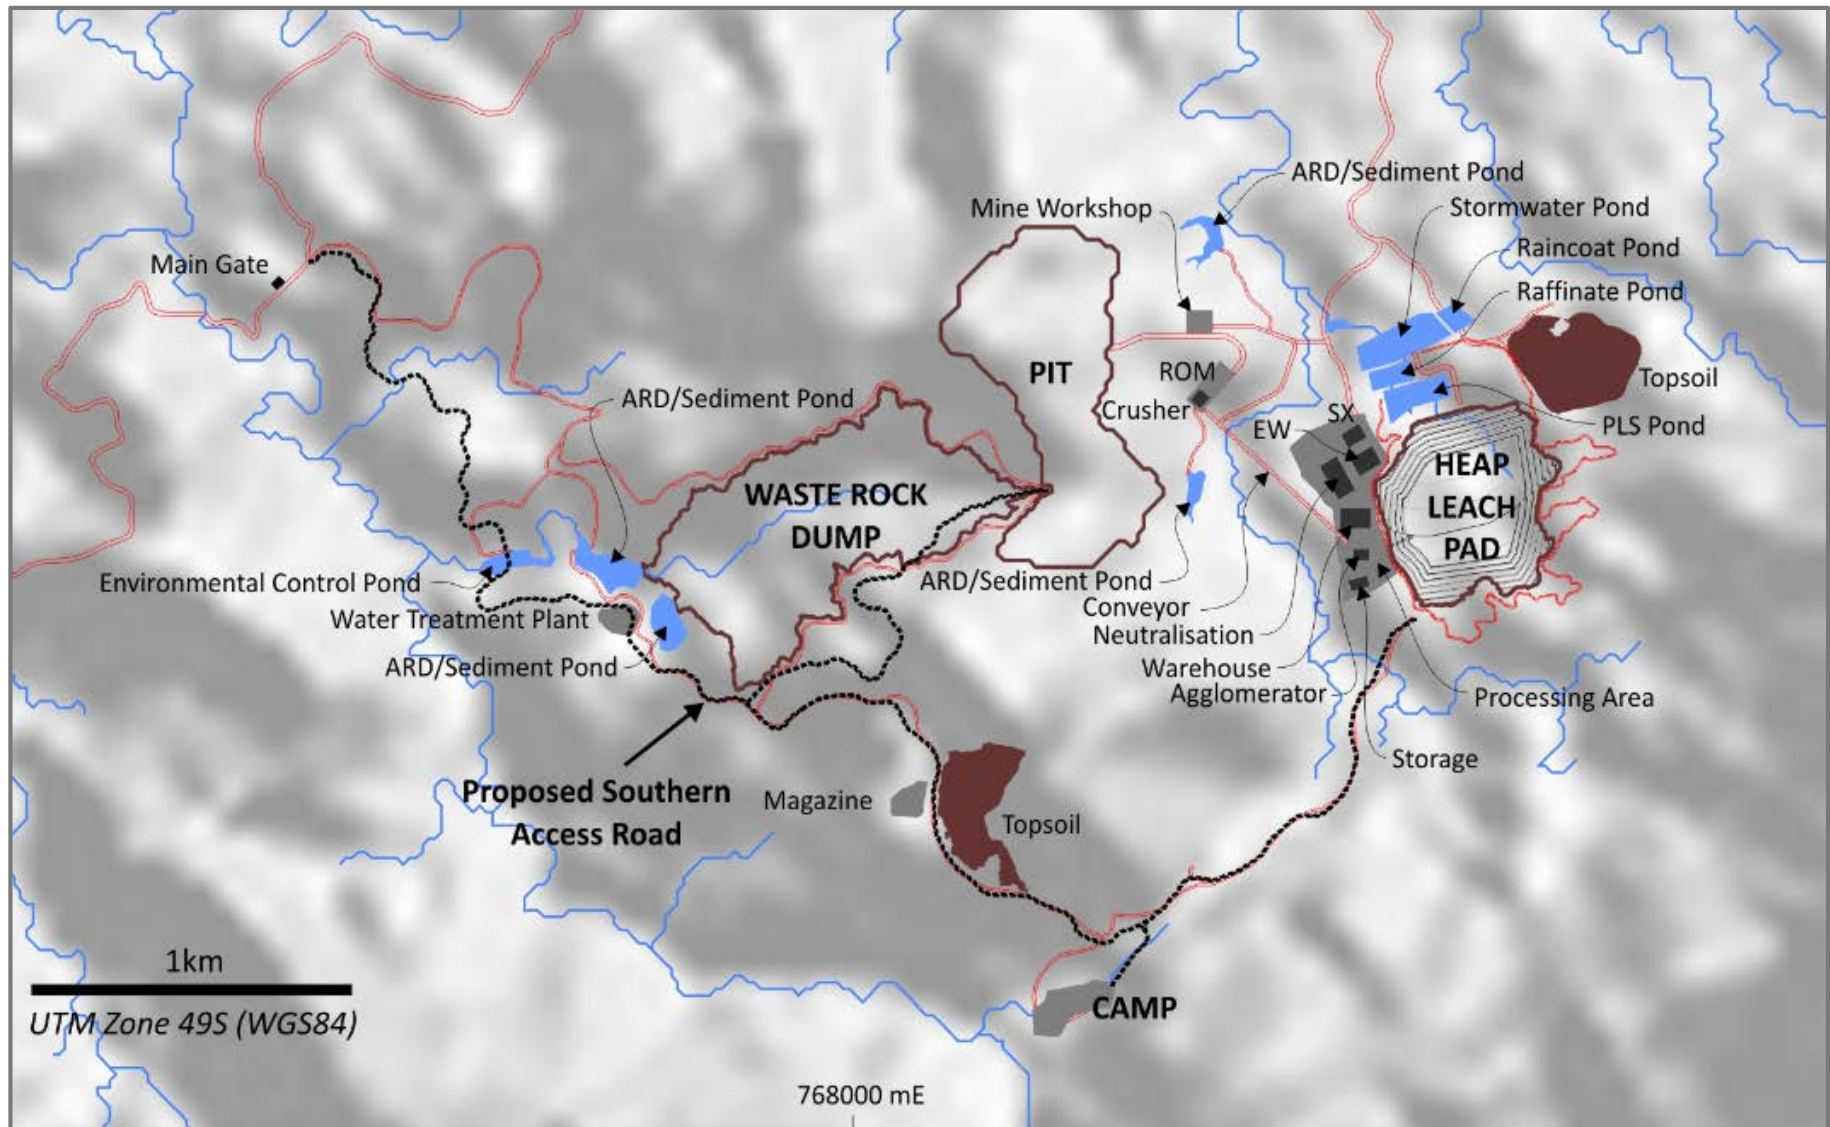 ARD/Sediment Pond
Mine Workshop
Stormwater Pond
Raincoat Pond
Main Gate
Raffinate Pond
PIT
ROM
Topsoil
ARD/Sediment Pond
Crusher
SX
EW
PLS Pond
HEAP
LEACH
PAD
WASTE ROCK
DUMP
Environmental Control Pond
ARD/Sediment Pond
Conveyor
Water Treatment Plant
Neutralisation
ARD/Sediment Pond
Warehouse
Agglomerator
Processing Area
Storage
Proposed Southern
Access Road
Magazine
Topsoil
1km
UTM Zone 49S (WGS84)
CAMP
768000 mE